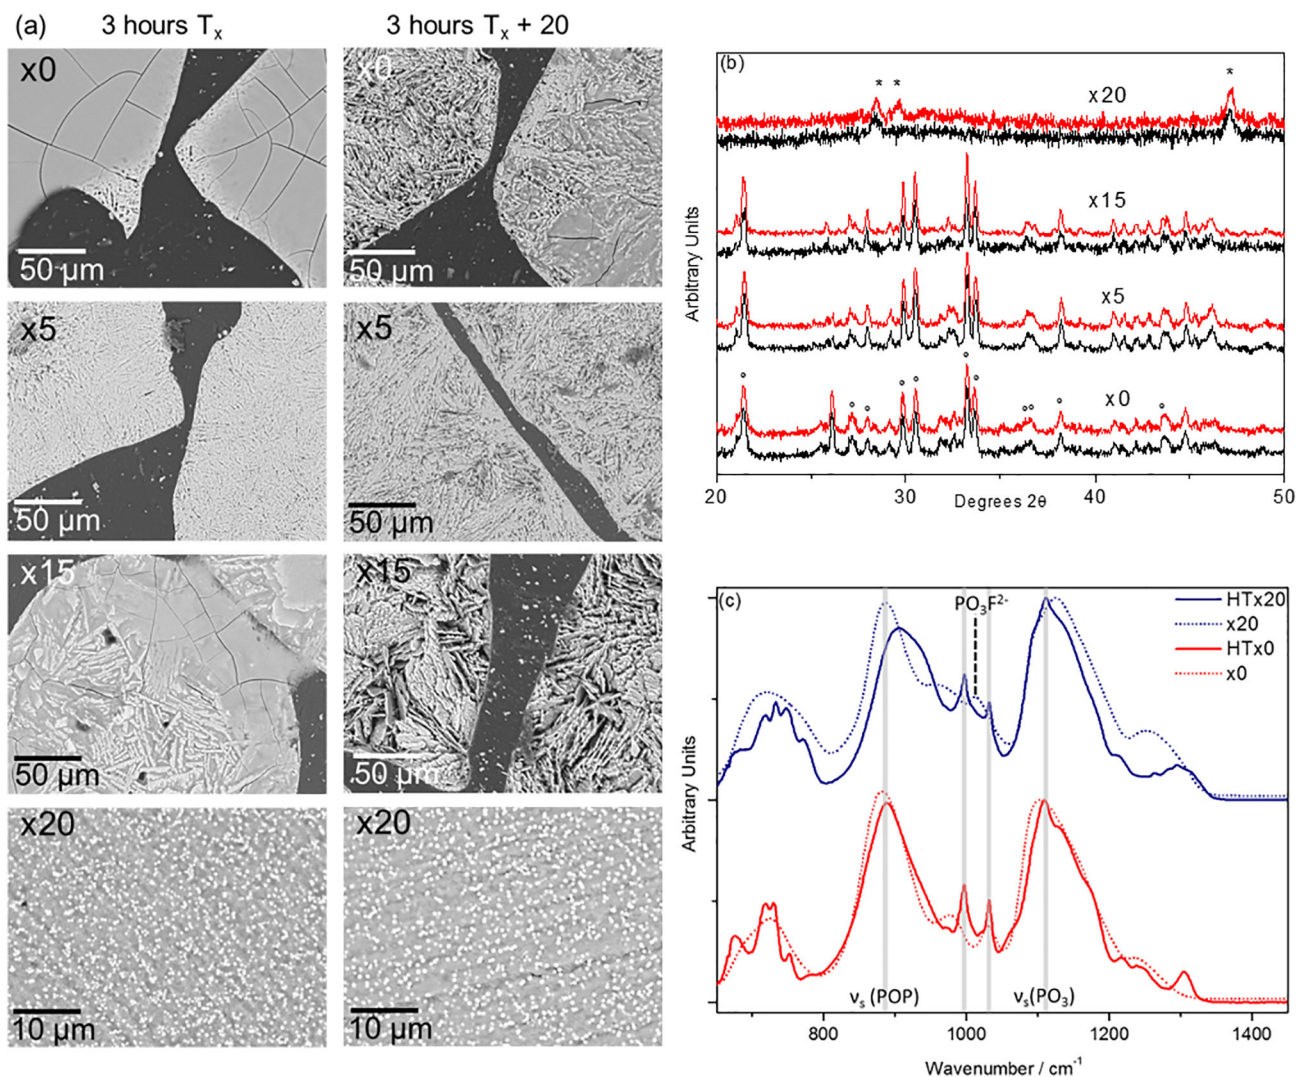 (a)
3 hours Tx
3 hours Tx + 20
x0
50 µm
x0
50 µm
x5
50 µm
x5
50 µm
x15
50 µm
x15
50 µm
x20
10 µm
x20
10 µm
(b)
* * *
x20
x15
x5
x0
Arbitrary Units
20 30 40 50
Degrees 2θ
(c)
PO₃F²⁻
HTx20
x20
HTx0
x0
νs (POP)
νs(PO₃)
Arbitrary Units
800 1000 1200 1400
Wavenumber / cm⁻¹